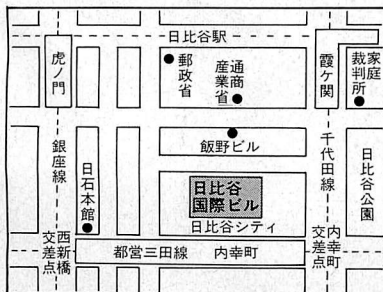 日比谷駅
虎ノ門
郵政省
通商
産業省
霞ケ関
家庭
裁判所
飯野ビル
銀座線
日石本館
千代田線
日比谷公園
日比谷
国際ビル
日比谷シティ
西新橋
交差点
都営三田線 内幸町
内幸町
交差点